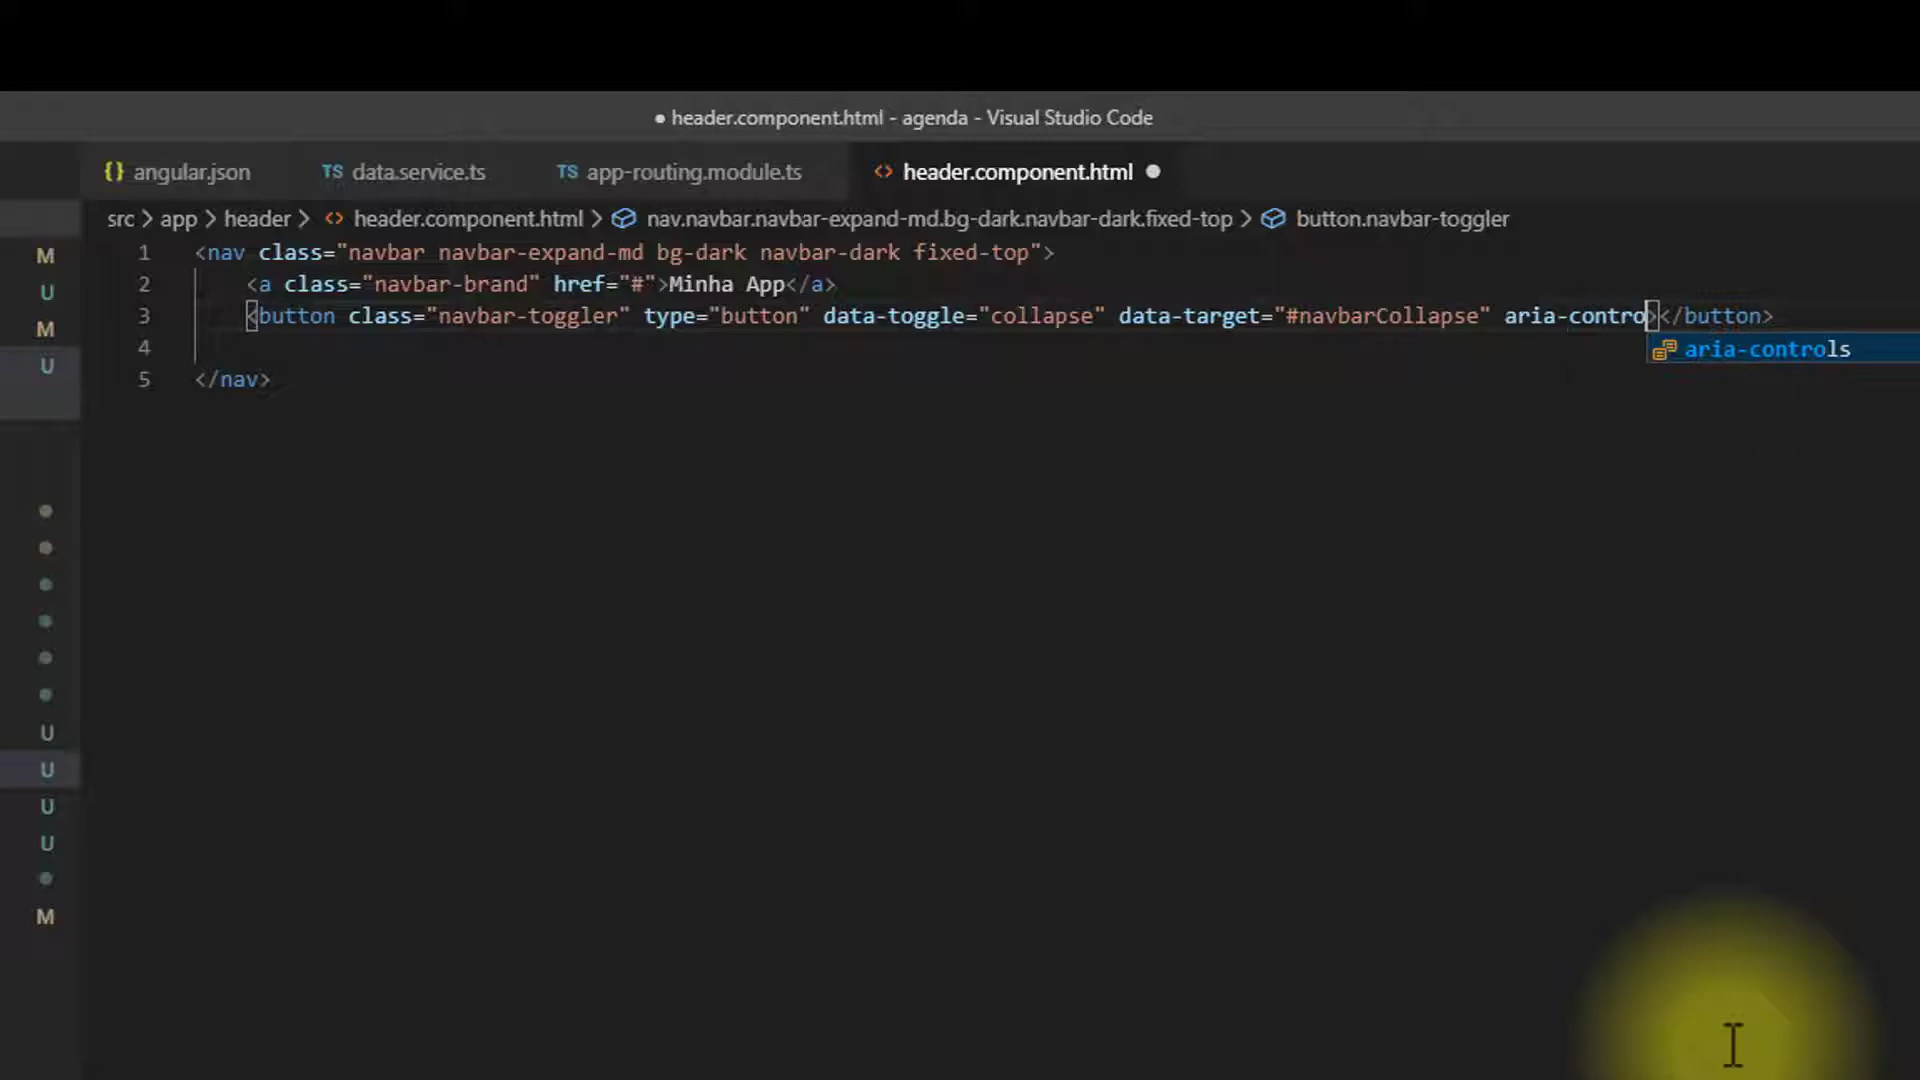 ● header.component.html - agenda - Visual Studio Code
{} angular.json TS data.service.ts TS app-routing.module.ts <> header.component.html ●
src > app > header > <> header.component.html > nav.navbar.navbar-expand-md.bg-dark.navbar-dark.fixed-top > button.navbar-toggler
M 1 <nav class="navbar navbar-expand-md bg-dark navbar-dark fixed-top">
U 2 <a class="navbar-brand" href="#">Minha App</a>
M 3 <button class="navbar-toggler" type="button" data-toggle="collapse" data-target="#navbarCollapse" aria-contro></button>
U 4 aria-controls
5 </nav>
U
U
U
U
M